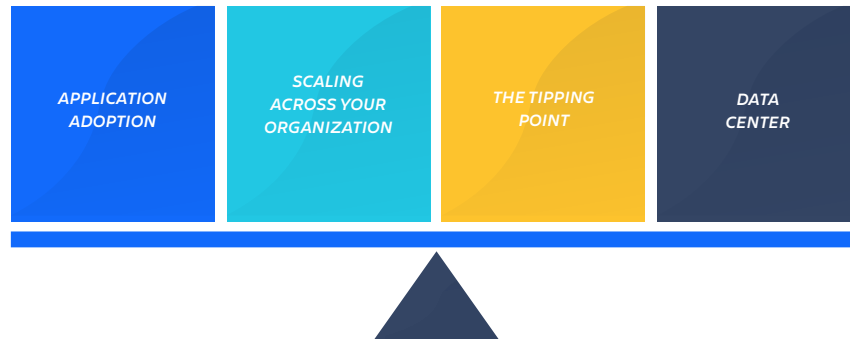 APPLICATION
ADOPTION
SCALING
ACROSS YOUR
ORGANIZATION
THE TIPPING
POINT
DATA
CENTER